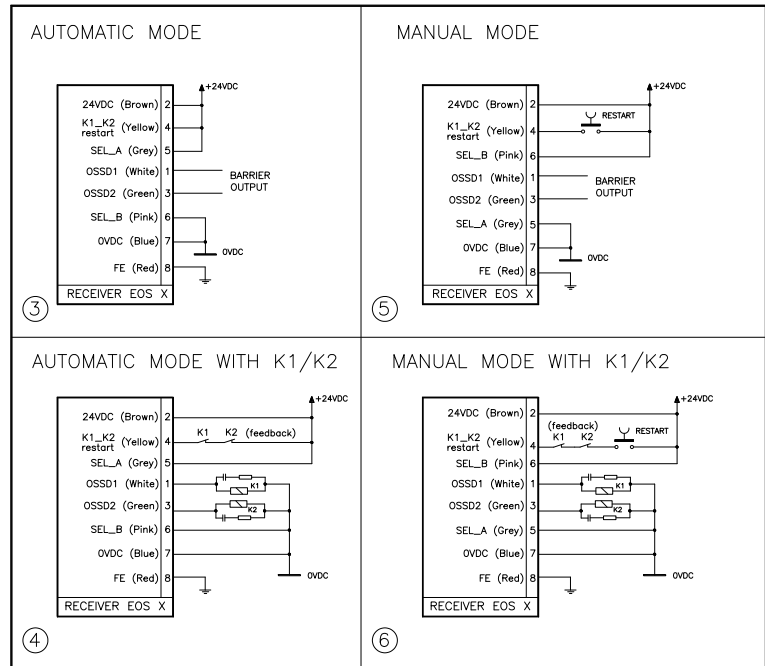 AUTOMATIC MODE
+24VDC
24VDC (Brown) 2
K1_K2 restart (Yellow) 4
SEL_A (Grey) 5
OSSD1 (White) 1
BARRIER OUTPUT
OSSD2 (Green) 3
SEL_B (Pink) 6
0VDC (Blue) 7
0VDC
FE (Red) 8
RECEIVER EOS X
3
MANUAL MODE
+24VDC
24VDC (Brown) 2
RESTART
K1_K2 restart (Yellow) 4
SEL_B (Pink) 6
OSSD1 (White) 1
BARRIER OUTPUT
OSSD2 (Green) 3
SEL_A (Grey) 5
0VDC (Blue) 7
0VDC
FE (Red) 8
RECEIVER EOS X
5
AUTOMATIC MODE WITH K1/K2
+24VDC
24VDC (Brown) 2
K1 K2 (feedback)
K1_K2 restart (Yellow) 4
SEL_A (Grey) 5
OSSD1 (White) 1
K1
OSSD2 (Green) 3
K2
SEL_B (Pink) 6
0VDC (Blue) 7
0VDC
FE (Red) 8
RECEIVER EOS X
4
MANUAL MODE WITH K1/K2
+24VDC
24VDC (Brown) 2
(feedback)
K1 K2
RESTART
K1_K2 restart (Yellow) 4
SEL_B (Pink) 6
OSSD1 (White) 1
K1
OSSD2 (Green) 3
K2
SEL_A (Grey) 5
0VDC (Blue) 7
0VDC
FE (Red) 8
RECEIVER EOS X
6